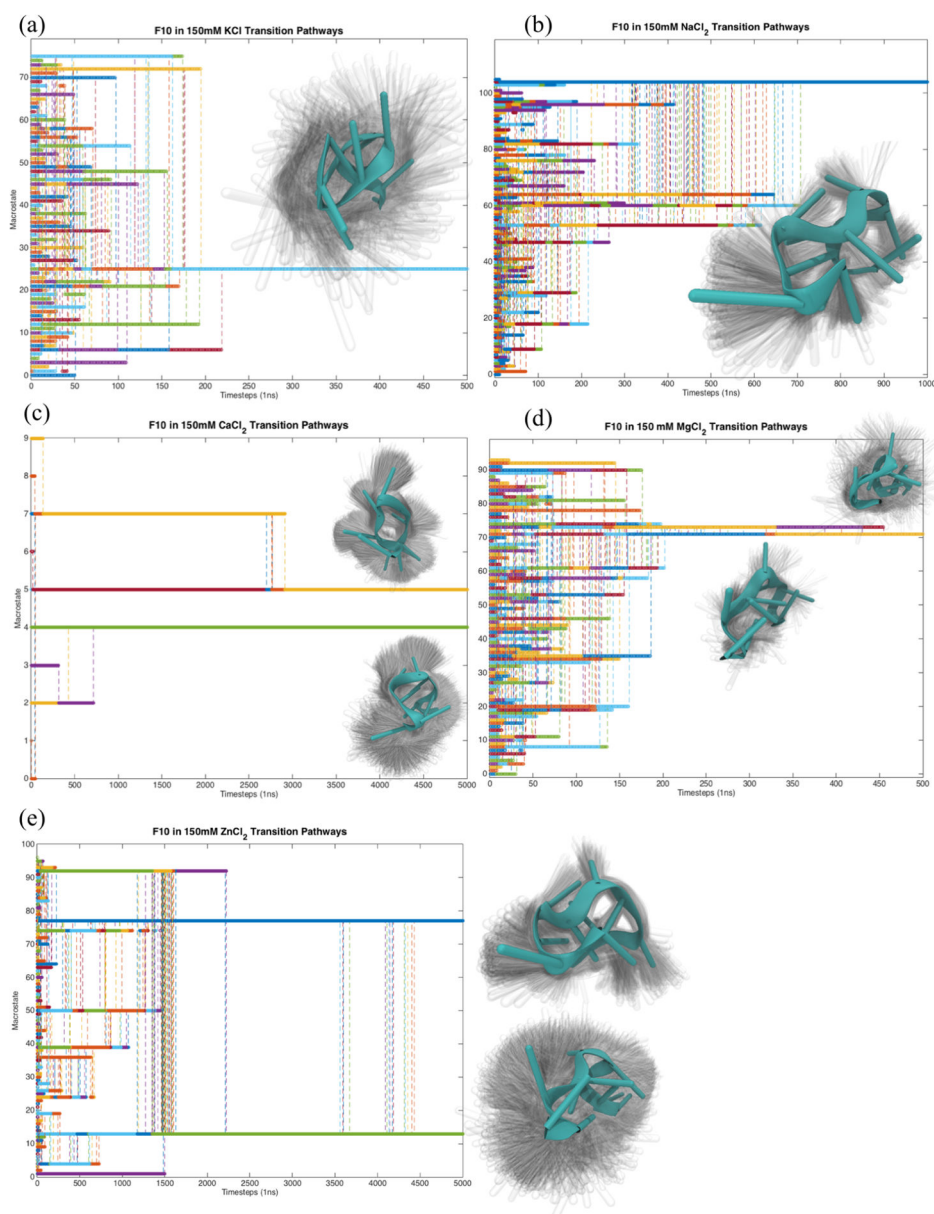 (a)
F10 in 150mM KCl Transition Pathways
Macrostate
70
60
50
40
30
20
10
0
0 50 100 150 200 250 300 350 400 450 500
Timesteps (1ns)
(b)
F10 in 150mM NaCl2 Transition Pathways
100
80
60
40
20
0
0 100 200 300 400 500 600 700 800 900 1000
Timesteps (1ns)
(c)
F10 in 150mM CaCl2 Transition Pathways
Macrostate
9
8
7
6
5
4
3
2
1
0
0 500 1000 1500 2000 2500 3000 3500 4000 4500 5000
Timesteps (1ns)
(d)
F10 in 150 mM MgCl2 Transition Pathways
90
80
70
60
50
40
30
20
10
0
0 50 100 150 200 250 300 350 400 450 500
Timesteps (1ns)
(e)
F10 in 150mM ZnCl2 Transition Pathways
Macrostate
100
90
80
70
60
50
40
30
20
10
0
0 500 1000 1500 2000 2500 3000 3500 4000 4500 5000
Timesteps (1ns)